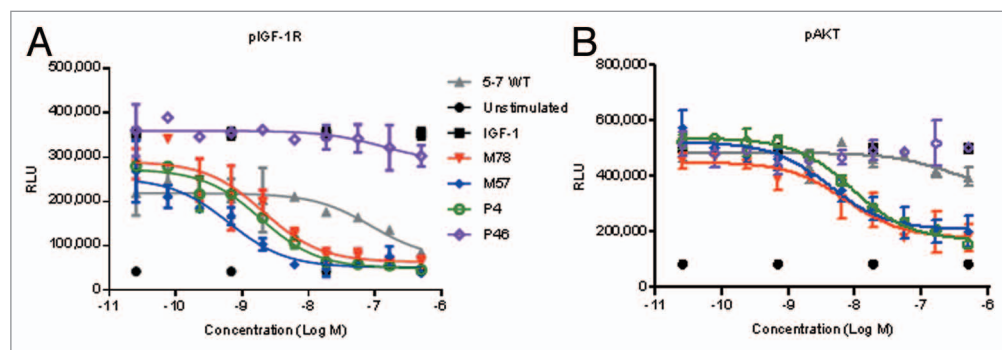 A
pIGF-1R
RLU
500,000
400,000
300,000
200,000
100,000
0
-11
-10
-9
-8
-7
-6
Concentration (Log M)
5-7 WT
Unstimulated
IGF-1
M78
M57
P4
P46
B
pAKT
RLU
800,000
600,000
400,000
200,000
0
-11
-10
-9
-8
-7
-6
Concentration (Log M)